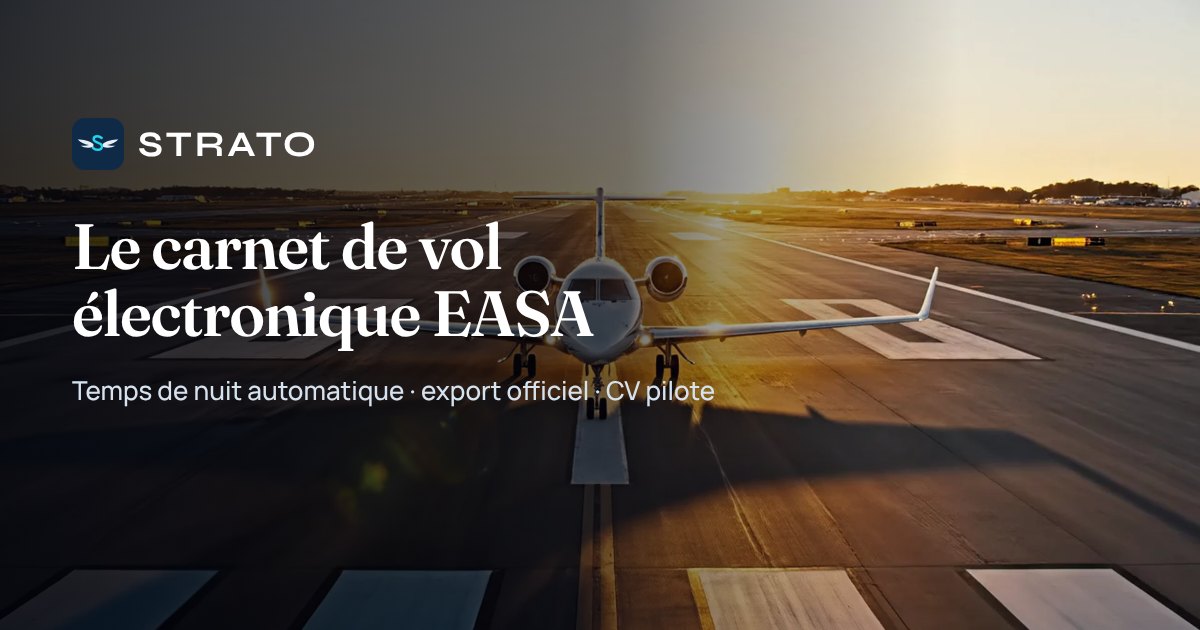 S
STRATO
Le carnet de vol
électronique EASA
Temps de nuit automatique · export officiel · CV pilote